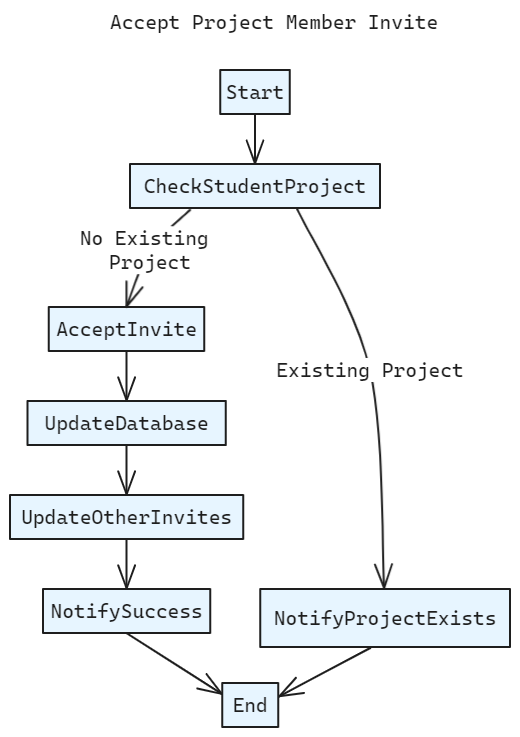 Accept Project Member Invite
Start
CheckStudentProject
No Existing
Project
AcceptInvite
Existing Project
UpdateDatabase
UpdateOtherInvites
NotifySuccess
NotifyProjectExists
End